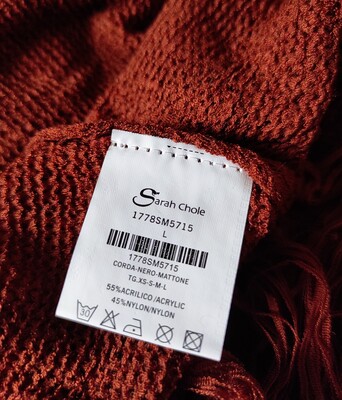 Sarah Chole
1778SM5715
L
1778SM5715
CORDA-NERO-MATTONE
TG.XS-S-M-L
55%ACRILICO/ACRYLIC
45%NYLON/NYLON
30